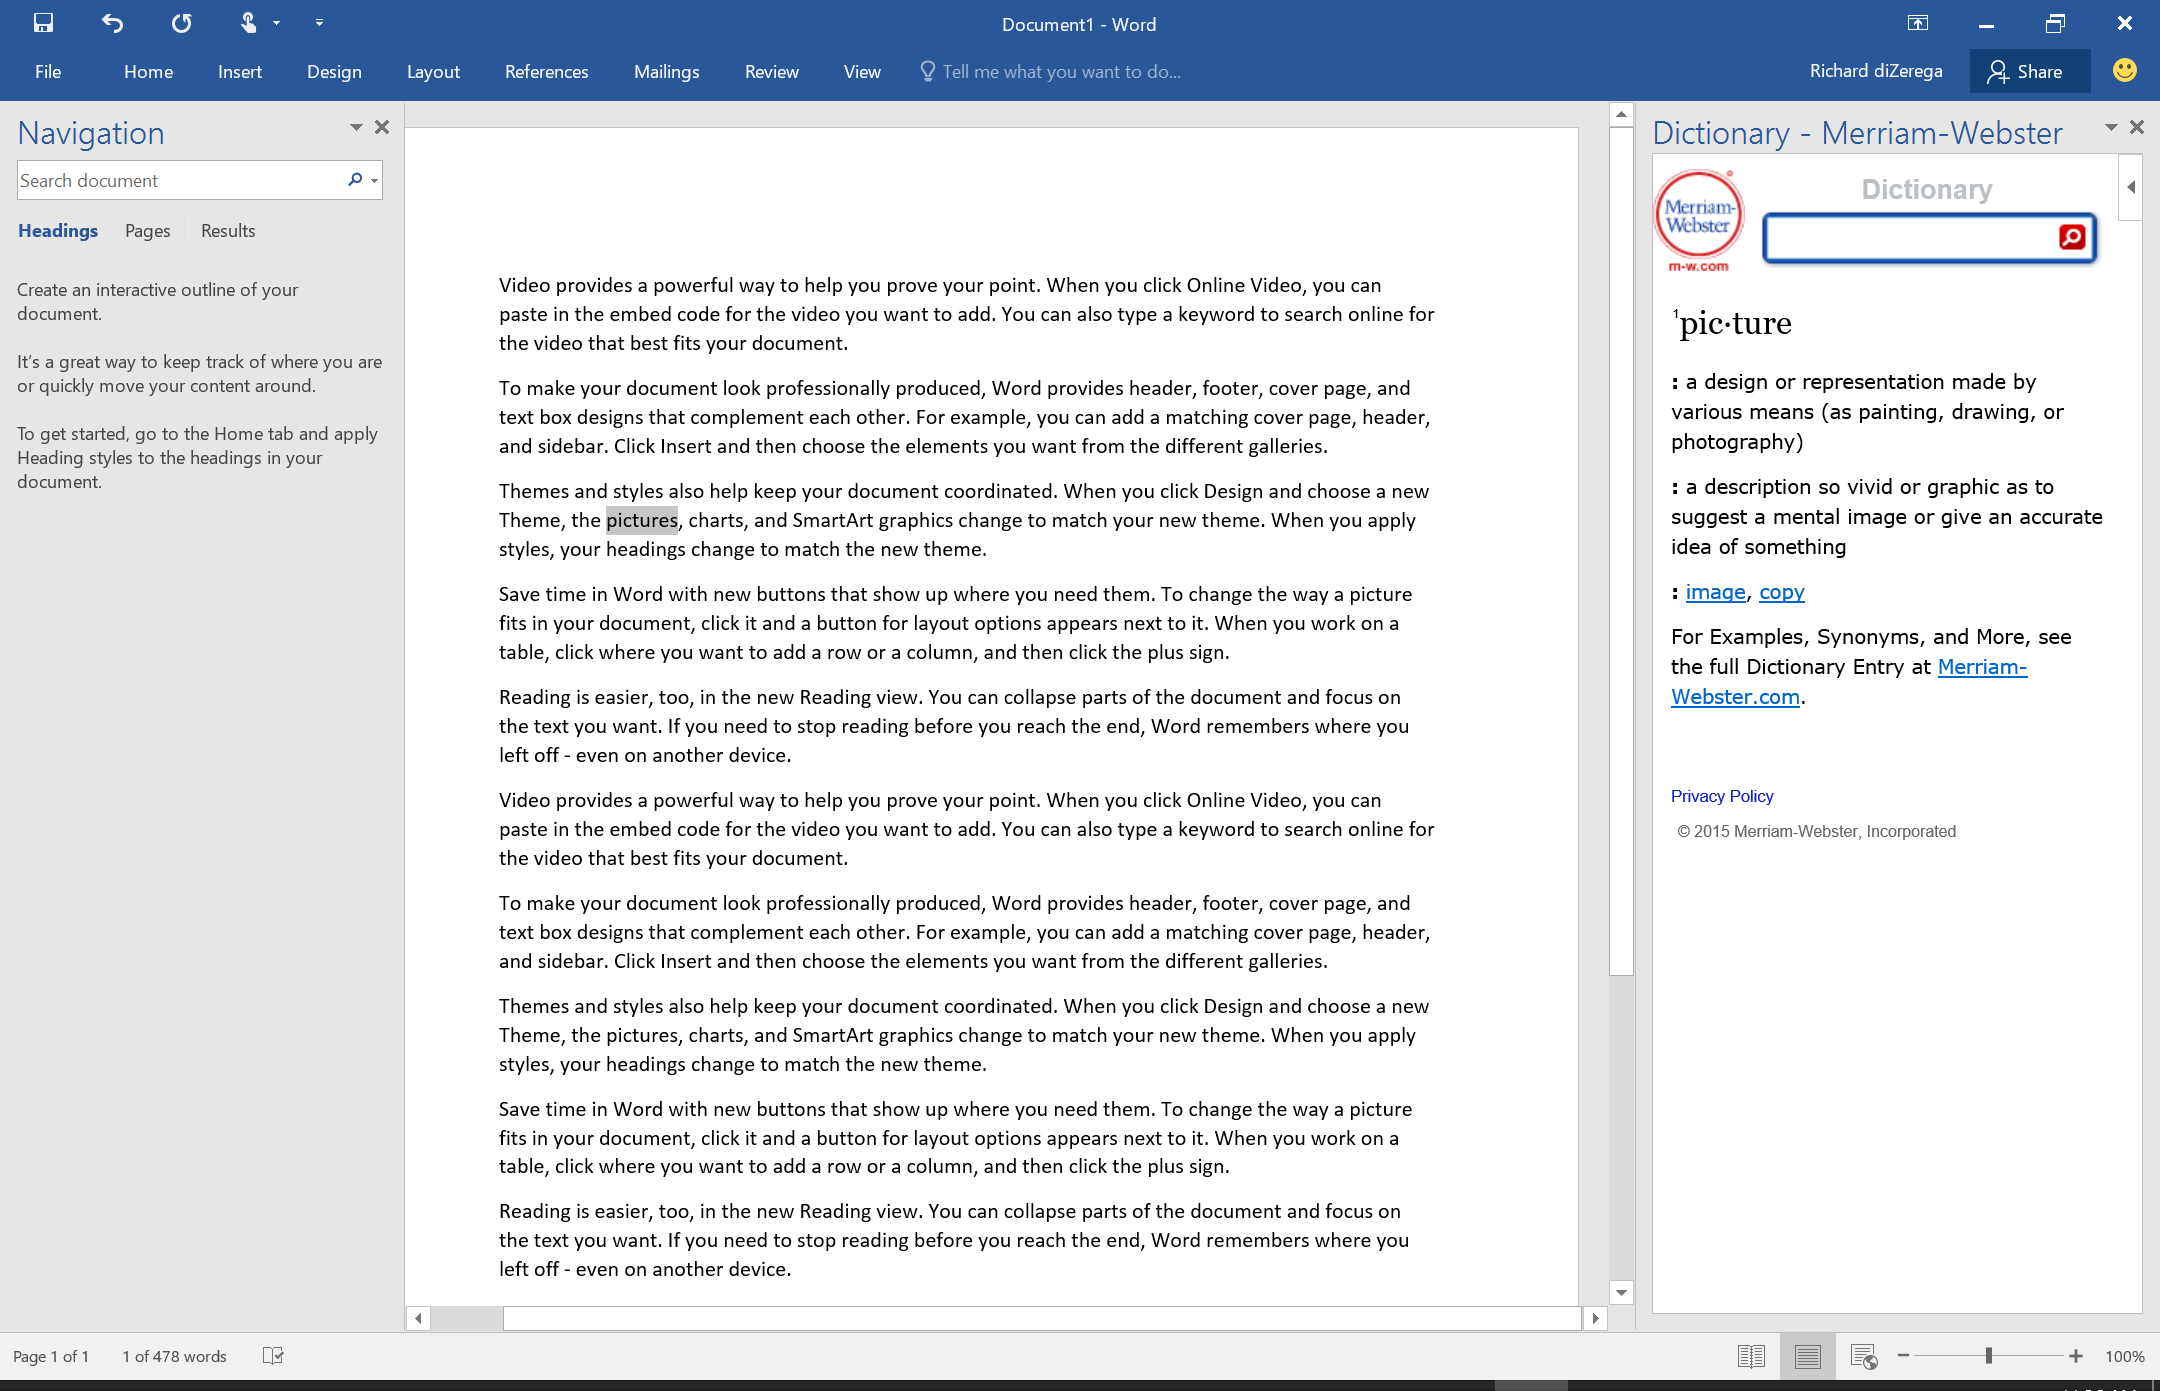 Document1 - Word
File Home Insert Design Layout References Mailings Review View Tell me what you want to do... Richard diZerega Share
Navigation
Search document
Headings Pages Results
Create an interactive outline of your
document.
It's a great way to keep track of where you are
or quickly move your content around.
To get started, go to the Home tab and apply
Heading styles to the headings in your
document.
Video provides a powerful way to help you prove your point. When you click Online Video, you can
paste in the embed code for the video you want to add. You can also type a keyword to search online for
the video that best fits your document.
To make your document look professionally produced, Word provides header, footer, cover page, and
text box designs that complement each other. For example, you can add a matching cover page, header,
and sidebar. Click Insert and then choose the elements you want from the different galleries.
Themes and styles also help keep your document coordinated. When you click Design and choose a new
Theme, the pictures, charts, and SmartArt graphics change to match your new theme. When you apply
styles, your headings change to match the new theme.
Save time in Word with new buttons that show up where you need them. To change the way a picture
fits in your document, click it and a button for layout options appears next to it. When you work on a
table, click where you want to add a row or a column, and then click the plus sign.
Reading is easier, too, in the new Reading view. You can collapse parts of the document and focus on
the text you want. If you need to stop reading before you reach the end, Word remembers where you
left off - even on another device.
Video provides a powerful way to help you prove your point. When you click Online Video, you can
paste in the embed code for the video you want to add. You can also type a keyword to search online for
the video that best fits your document.
To make your document look professionally produced, Word provides header, footer, cover page, and
text box designs that complement each other. For example, you can add a matching cover page, header,
and sidebar. Click Insert and then choose the elements you want from the different galleries.
Themes and styles also help keep your document coordinated. When you click Design and choose a new
Theme, the pictures, charts, and SmartArt graphics change to match your new theme. When you apply
styles, your headings change to match the new theme.
Save time in Word with new buttons that show up where you need them. To change the way a picture
fits in your document, click it and a button for layout options appears next to it. When you work on a
table, click where you want to add a row or a column, and then click the plus sign.
Reading is easier, too, in the new Reading view. You can collapse parts of the document and focus on
the text you want. If you need to stop reading before you reach the end, Word remembers where you
left off - even on another device.
Dictionary - Merriam-Webster
Merriam-
Webster
m-w.com
Dictionary
¹pic·ture
: a design or representation made by
various means (as painting, drawing, or
photography)
: a description so vivid or graphic as to
suggest a mental image or give an accurate
idea of something
: image, copy
For Examples, Synonyms, and More, see
the full Dictionary Entry at Merriam-
Webster.com.
Privacy Policy
© 2015 Merriam-Webster, Incorporated
Page 1 of 1 1 of 478 words 100%